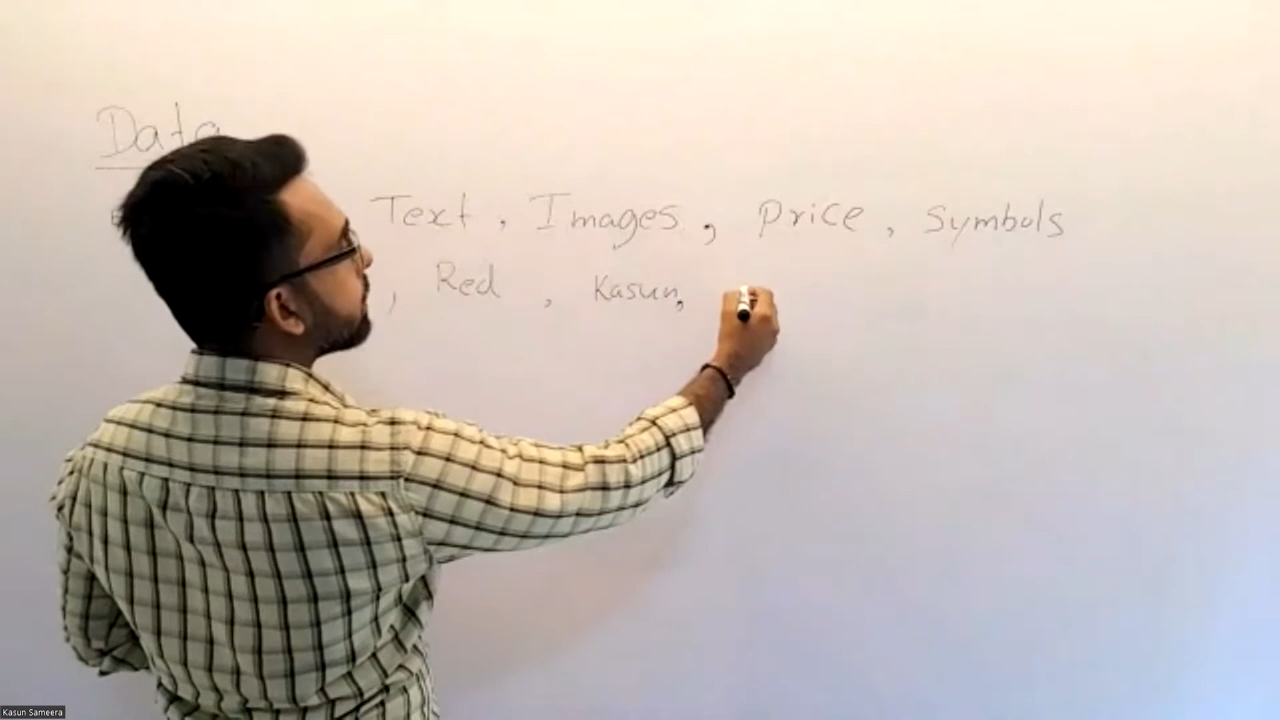 Data
Text, Images, Price, Symbols
, Red, Kasun,
Kasun Sameera